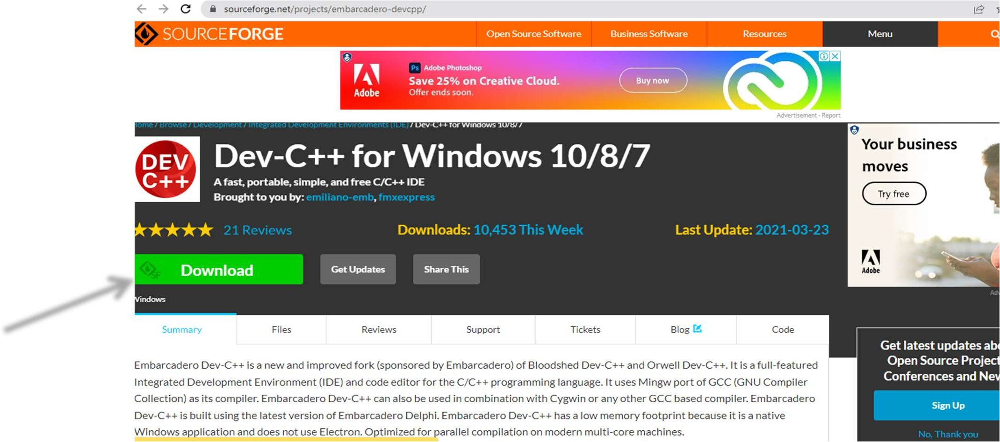 sourceforge.net/projects/embarcadero-devcpp/
SOURCEFORGE
Open Source Software
Business Software
Resources
Menu
Ps Adobe Photoshop
Save 25% on Creative Cloud.
Offer ends soon.
Adobe
Buy now
Advertisement - Report
Home / Browse / Development / Integrated Development Environments (IDE) / Dev-C++ for Windows 10/8/7
DEV
C++
Dev-C++ for Windows 10/8/7
A fast, portable, simple, and free C/C++ IDE
Brought to you by: emiliano-emb, fmxexpress
21 Reviews
Downloads: 10,453 This Week
Last Update: 2021-03-23
SF
Download
Get Updates
Share This
Windows
Your business
moves
Try free
Adobe
Adv
Summary
Files
Reviews
Support
Tickets
Blog
Code
Embarcadero Dev-C++ is a new and improved fork (sponsored by Embarcadero) of Bloodshed Dev-C++ and Orwell Dev-C++. It is a full-featured
Integrated Development Environment (IDE) and code editor for the C/C++ programming language. It uses Mingw port of GCC (GNU Compiler
Collection) as its compiler. Embarcadero Dev-C++ can also be used in combination with Cygwin or any other GCC based compiler. Embarcadero
Dev-C++ is built using the latest version of Embarcadero Delphi. Embarcadero Dev-C++ has a low memory footprint because it is a native
Windows application and does not use Electron. Optimized for parallel compilation on modern multi-core machines.
Get latest updates abo
Open Source Project
Conferences and New
Sign Up
No, Thank you